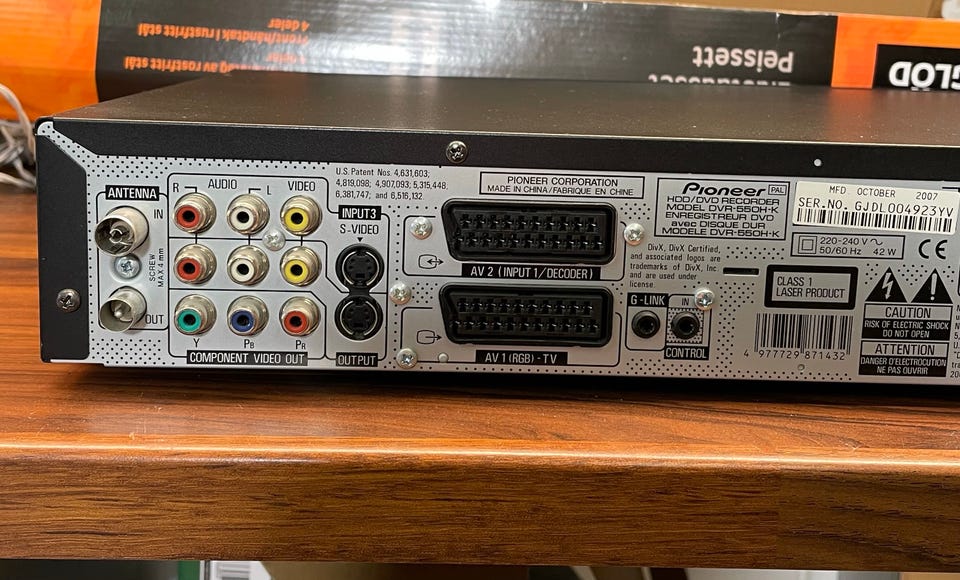 GLÖD
Peissett
4 deler
U.S. Patent Nos. 4,631,603;
4,819,098; 4,907,093; 5,315,448,
6,381,747; and 6,516,132.
PIONEER CORPORATION
MADE IN CHINA/FABRIQUE EN CHINE
ANTENNA
IN
OUT
SCREW
MAX 4 mm
R
AUDIO
L
VIDEO
INPUT3
S-VIDEO
Y
PB
PR
COMPONENT VIDEO OUT
OUTPUT
AV 2 (INPUT 1/DECODER)
AV 1 (RGB) - TV
DivX, DivX Certified,
and associated logos are
trademarks of DivX, Inc
and are used under
license.
G-LINK
IN
CONTROL
Pioneer PAL
HDD/DVD RECORDER
MODEL DVR-550H-K
ENREGISTREUR DVD
avec DISQUE DUR
MODELE DVR-550H-K
MFD OCTOBER 2007
SER.NO. GJDL004923YV
220-240 V ~
50/60 Hz 42 W
CE
CLASS 1
LASER PRODUCT
4 977729 871432
CAUTION
RISK OF ELECTRIC SHOCK
DO NOT OPEN
ATTENTION
DANGER D'ELECTROCUTION
NE PAS OUVRIR